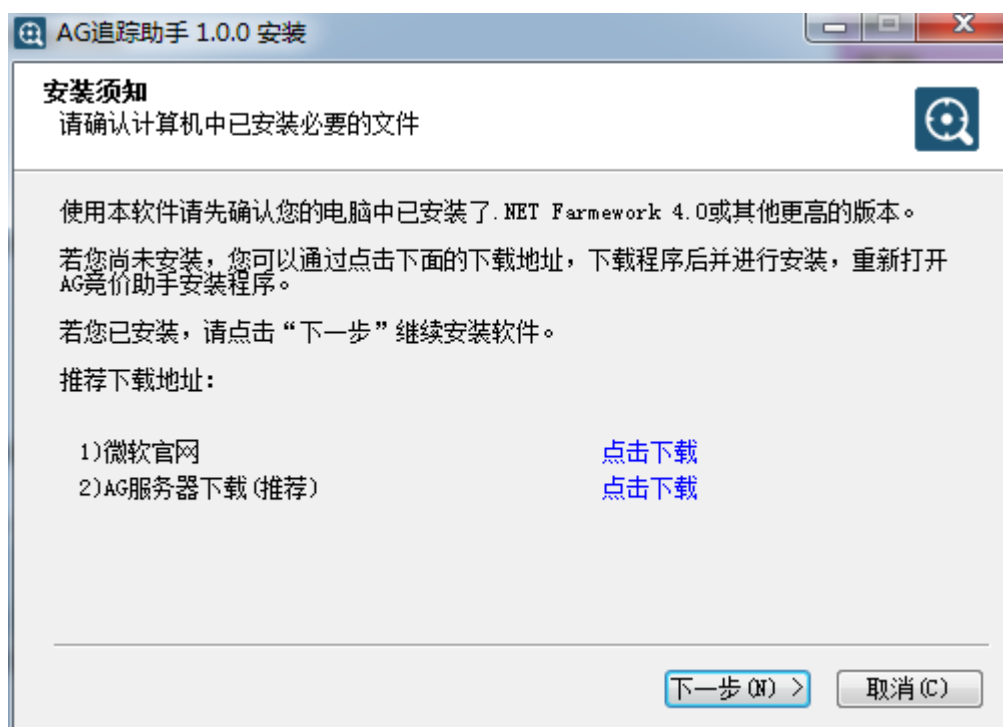 AG追踪助手 1.0.0 安装
安装须知
请确认计算机中已安装必要的文件
使用本软件请先确认您的电脑中已安装了.NET Farmework 4.0或其他更高的版本。
若您尚未安装，您可以通过点击下面的下载地址，下载程序后并进行安装，重新打开
AG竞价助手安装程序。
若您已安装，请点击“下一步”继续安装软件。
推荐下载地址：
1)微软官网 点击下载
2)AG服务器下载(推荐) 点击下载
下一步(N) > 取消(C)